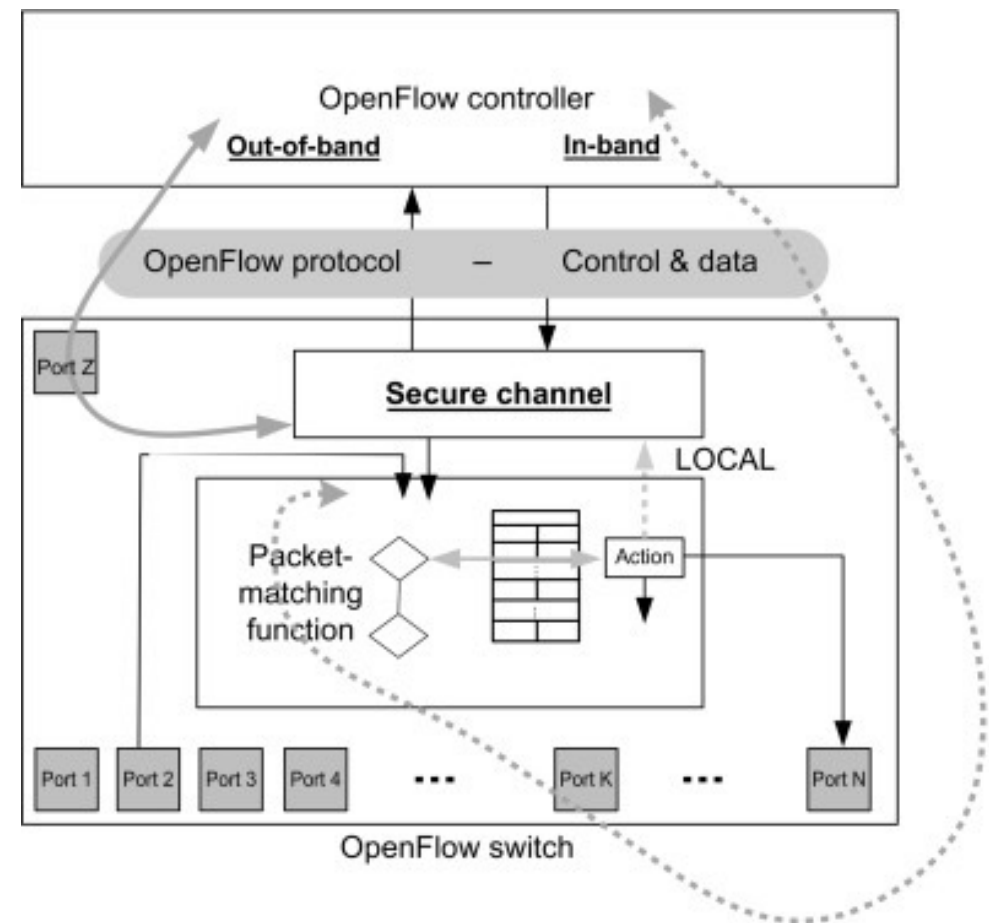 OpenFlow controller
Out-of-band
In-band
OpenFlow protocol – Control & data
Port Z
Secure channel
LOCAL
Packet-
matching
function
Action
Port 1
Port 2
Port 3
Port 4
...
Port K
...
Port N
OpenFlow switch